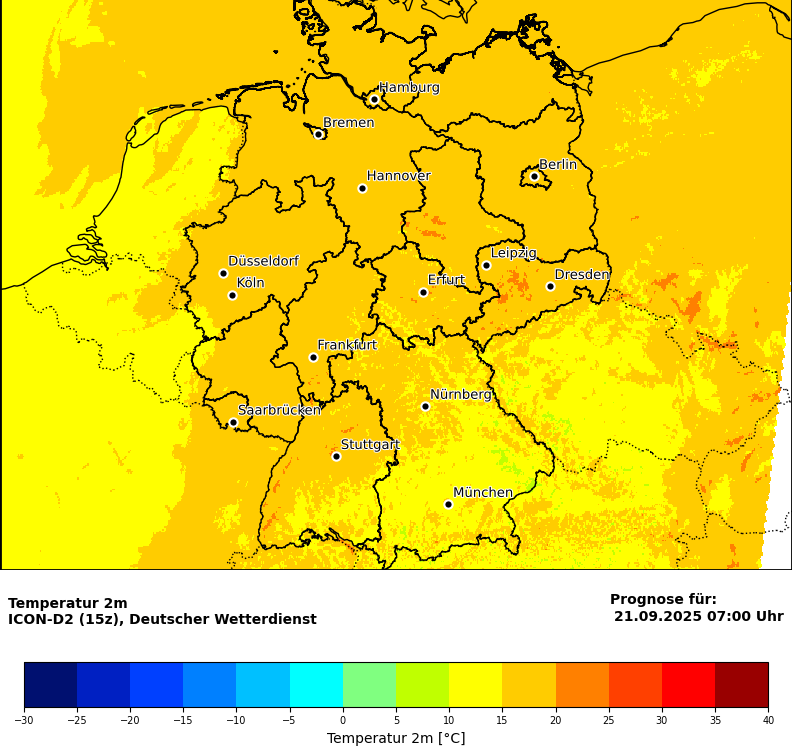 Hamburg
Bremen
Berlin
Hannover
Leipzig
Düsseldorf
Dresden
Köln
Erfurt
Frankfurt
Nürnberg
Saarbrücken
Stuttgart
München
Temperatur 2m
ICON-D2 (15z), Deutscher Wetterdienst
Prognose für:
21.09.2025 07:00 Uhr
−30 −25 −20 −15 −10 −5 0 5 10 15 20 25 30 35 40
Temperatur 2m [°C]